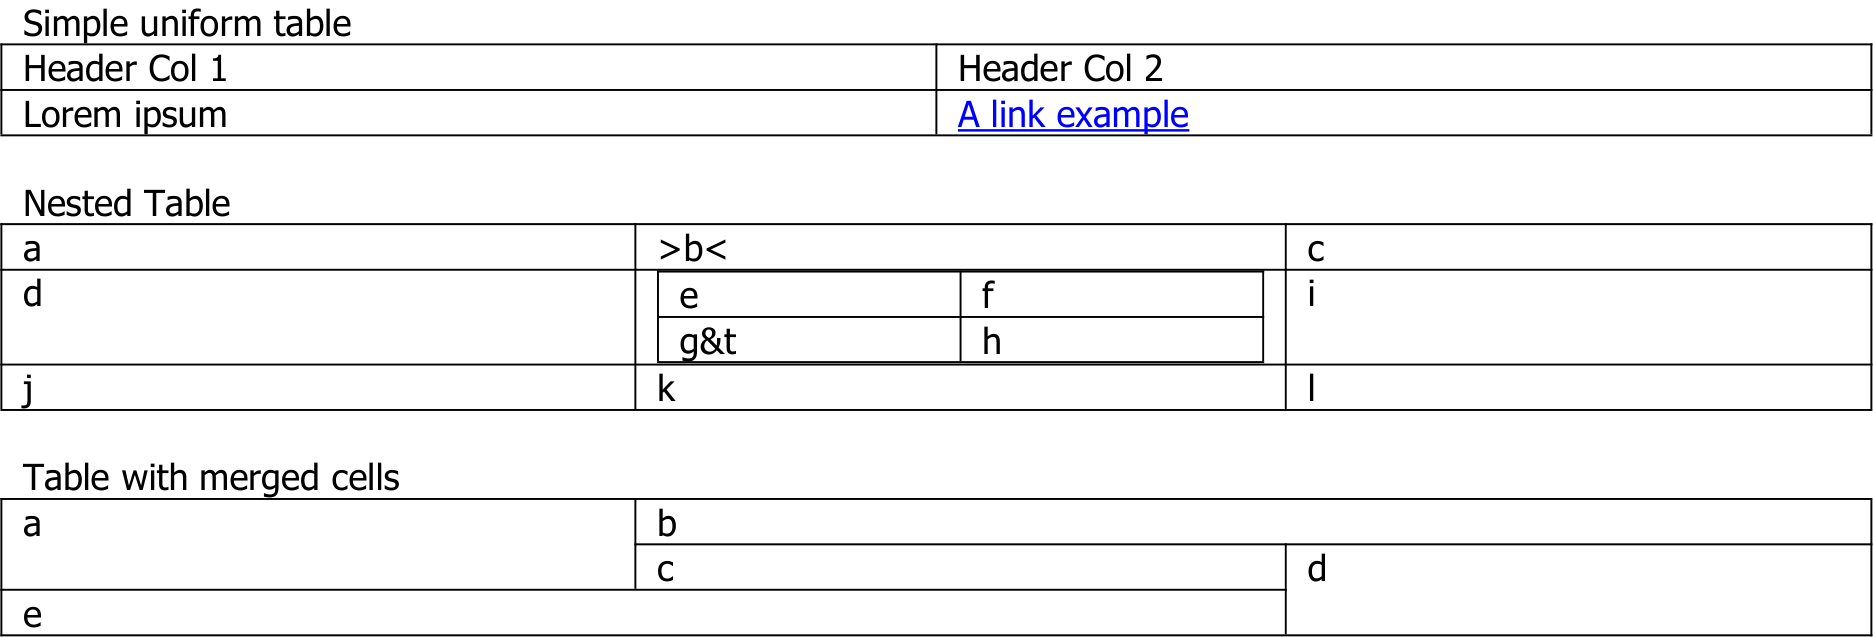 Simple uniform table
Header Col 1 Header Col 2
Lorem ipsum A link example
Nested Table
a >b< c
d e f i
g&t h
j k l
Table with merged cells
a b
c d
e